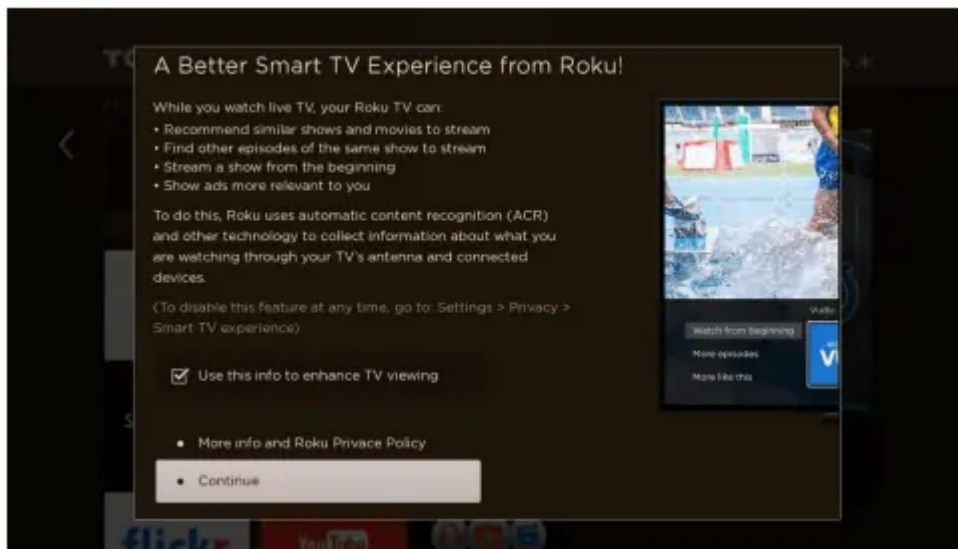 A Better Smart TV Experience from Roku!
While you watch live TV, your Roku TV can:
• Recommend similar shows and movies to stream
• Find other episodes of the same show to stream
• Stream a show from the beginning
• Show ads more relevant to you
To do this, Roku uses automatic content recognition (ACR)
and other technology to collect information about what you
are watching through your TV's antenna and connected
devices.
(To disable this feature at any time, go to: Settings > Privacy >
Smart TV experience)
Use this info to enhance TV viewing
• More info and Roku Privace Policy
• Continue
Watch from beginning
More episodes
More like this
flickr
YouTube